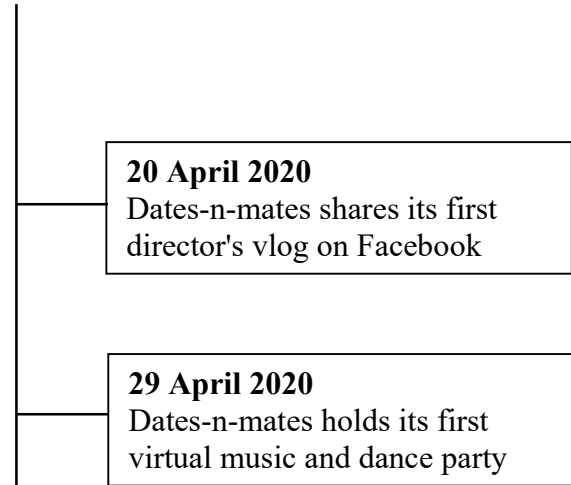 20 April 2020
Dates-n-mates shares its first
director's vlog on Facebook
29 April 2020
Dates-n-mates holds its first
virtual music and dance party